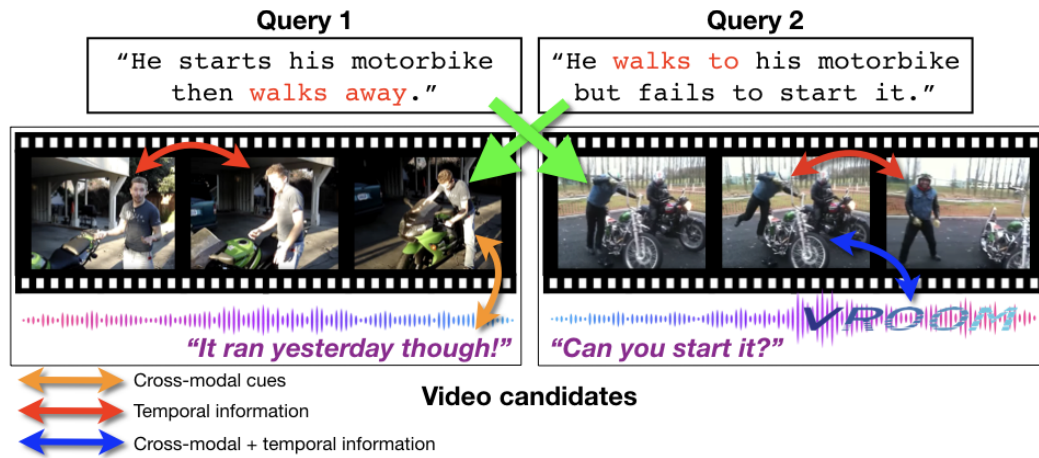 Query 1
Query 2
“He starts his motorbike
then walks away.”
“He walks to his motorbike
but fails to start it.”
VROOM
“It ran yesterday though!”
“Can you start it?”
Video candidates
Cross-modal cues
Temporal information
Cross-modal + temporal information